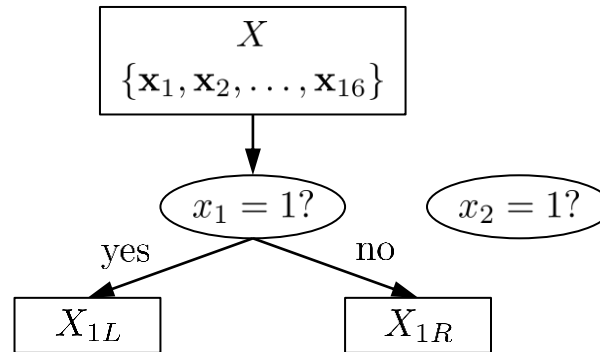 X
{x₁, x₂, . . . , x₁₆}
x₁ = 1?
x₂ = 1?
yes
no
X₁L
X₁R